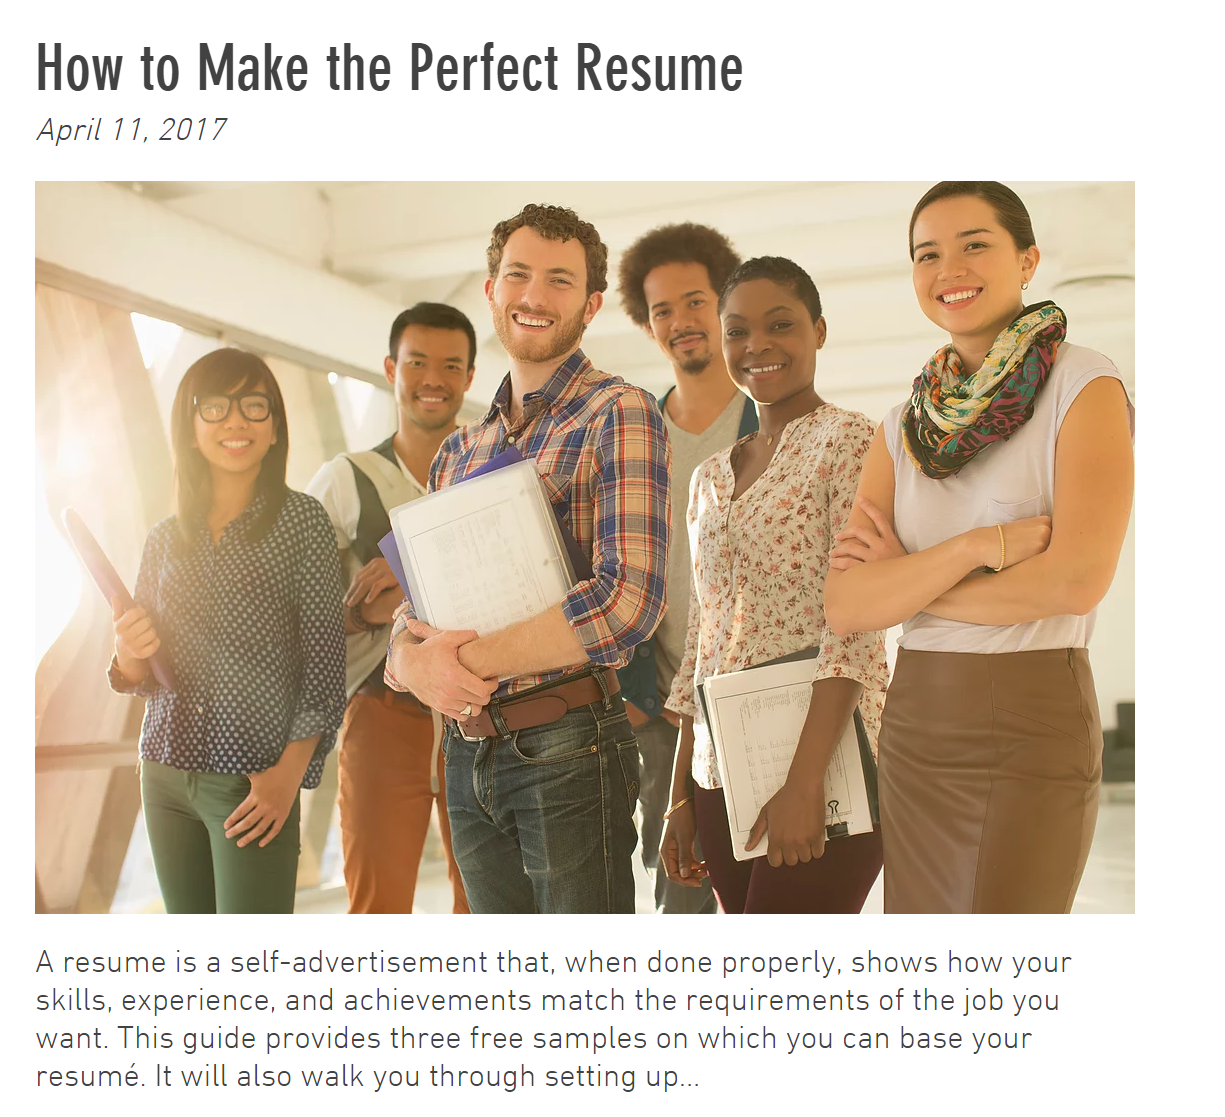 How to Make the Perfect Resume
April 11, 2017
A resume is a self-advertisement that, when done properly, shows how your
skills, experience, and achievements match the requirements of the job you
want. This guide provides three free samples on which you can base your
resumé. It will also walk you through setting up...